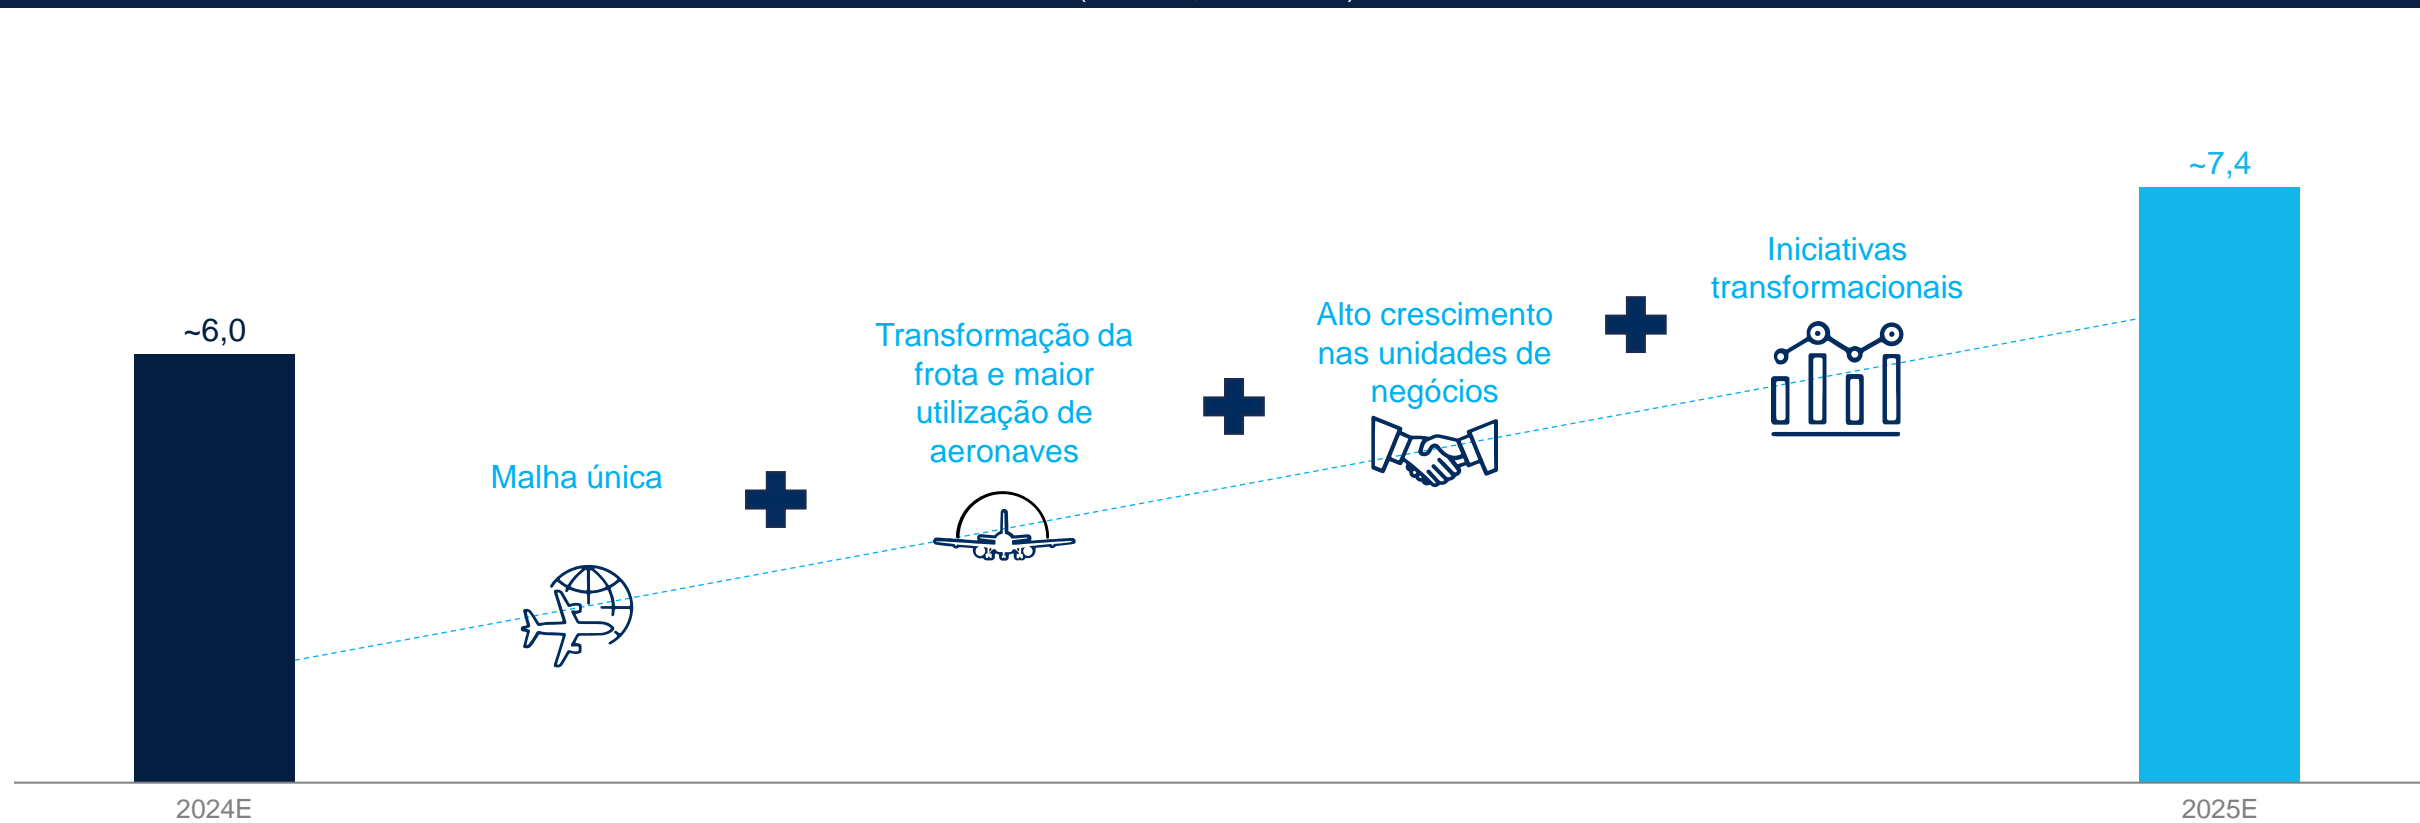 ~7,4
Iniciativas
transformacionais
Alto crescimento
nas unidades de
negócios
~6,0
Transformação da
frota e maior
utilização de
aeronaves
Malha única
2024E
2025E